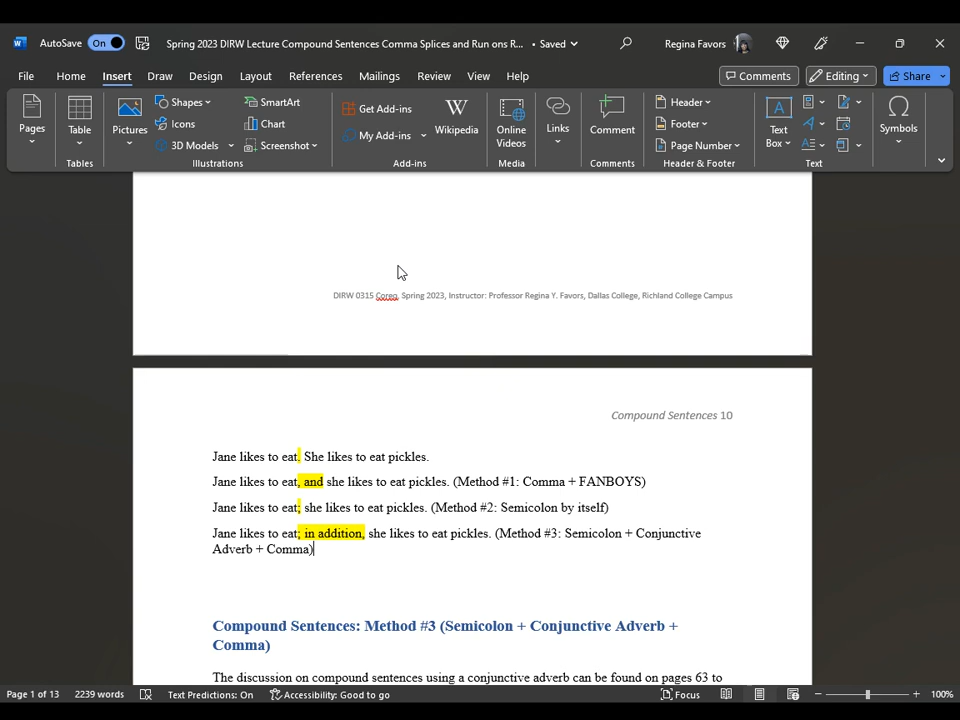 AutoSave On Spring 2023 DIRW Lecture Compound Sentences Comma Splices and Run ons R... • Saved Regina Favors
File Home Insert Draw Design Layout References Mailings Review View Help Comments Editing Share
Pages Table Pictures Shapes Icons 3D Models SmartArt Chart Screenshot Get Add-ins My Add-ins Wikipedia Online Videos Links Comment Header Footer Page Number Text Box Symbols
Tables Illustrations Add-ins Media Comments Header & Footer Text
DIRW 0315 Coreq, Spring 2023, Instructor: Professor Regina Y. Favors, Dallas College, Richland College Campus
Compound Sentences 10
Jane likes to eat. She likes to eat pickles.
Jane likes to eat, and she likes to eat pickles. (Method #1: Comma + FANBOYS)
Jane likes to eat; she likes to eat pickles. (Method #2: Semicolon by itself)
Jane likes to eat; in addition, she likes to eat pickles. (Method #3: Semicolon + Conjunctive
Adverb + Comma)
Compound Sentences: Method #3 (Semicolon + Conjunctive Adverb +
Comma)
The discussion on compound sentences using a conjunctive adverb can be found on pages 63 to
Page 1 of 13 2239 words Text Predictions: On Accessibility: Good to go Focus 100%